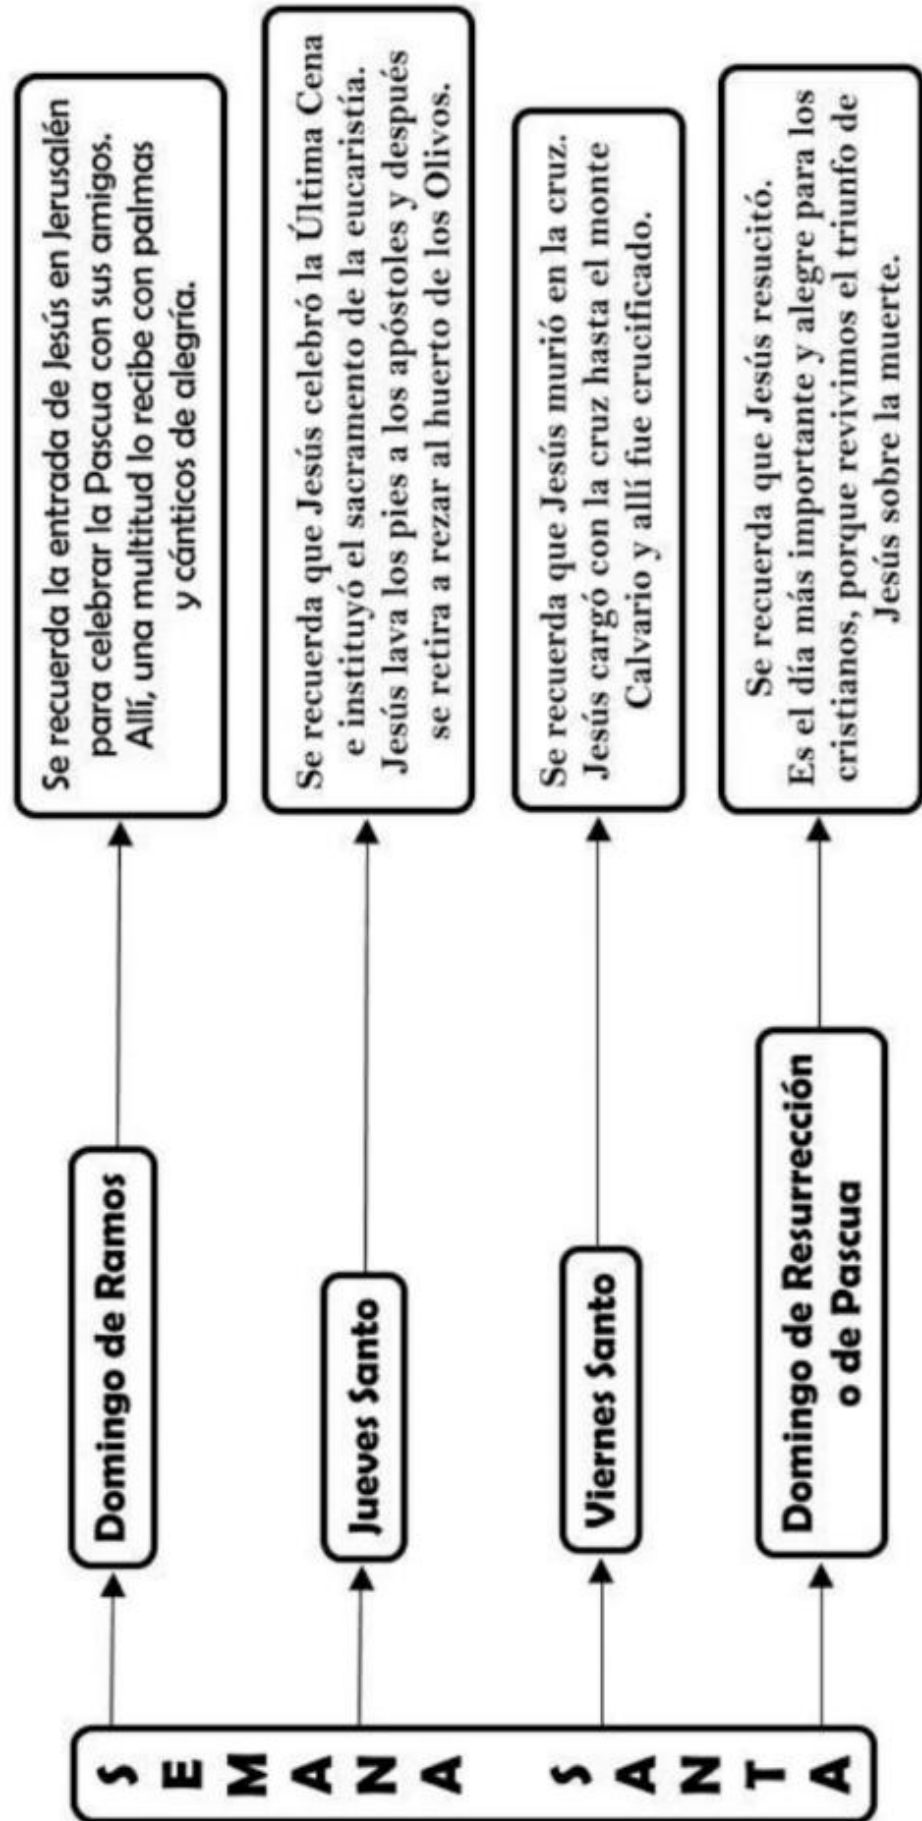 SEMANA SANTA
Domingo de Ramos
Se recuerda la entrada de Jesús en Jerusalén
para celebrar la Pascua con sus amigos.
Allí, una multitud lo recibe con palmas
y cánticos de alegría.
Jueves Santo
Se recuerda que Jesús celebró la Última Cena
e instituyó el sacramento de la eucaristía.
Jesús lava los pies a los apóstoles y después
se retira a rezar al huerto de los Olivos.
Viernes Santo
Se recuerda que Jesús murió en la cruz.
Jesús cargó con la cruz hasta el monte
Calvario y allí fue crucificado.
Domingo de Resurrección
o de Pascua
Se recuerda que Jesús resucitó.
Es el día más importante y alegre para los
cristianos, porque revivimos el triunfo de
Jesús sobre la muerte.